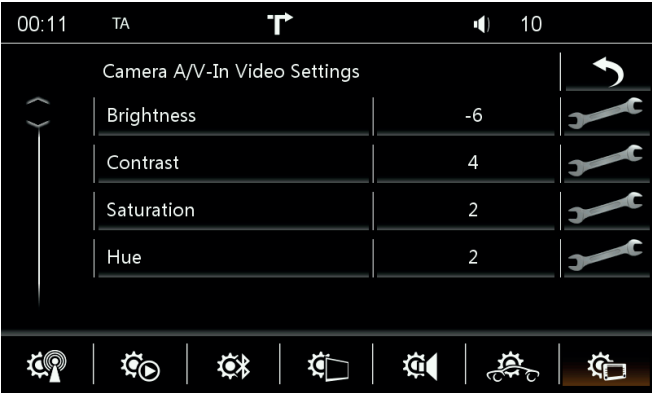 00:11 TA 10
Camera A/V-In Video Settings
Brightness -6
Contrast 4
Saturation 2
Hue 2